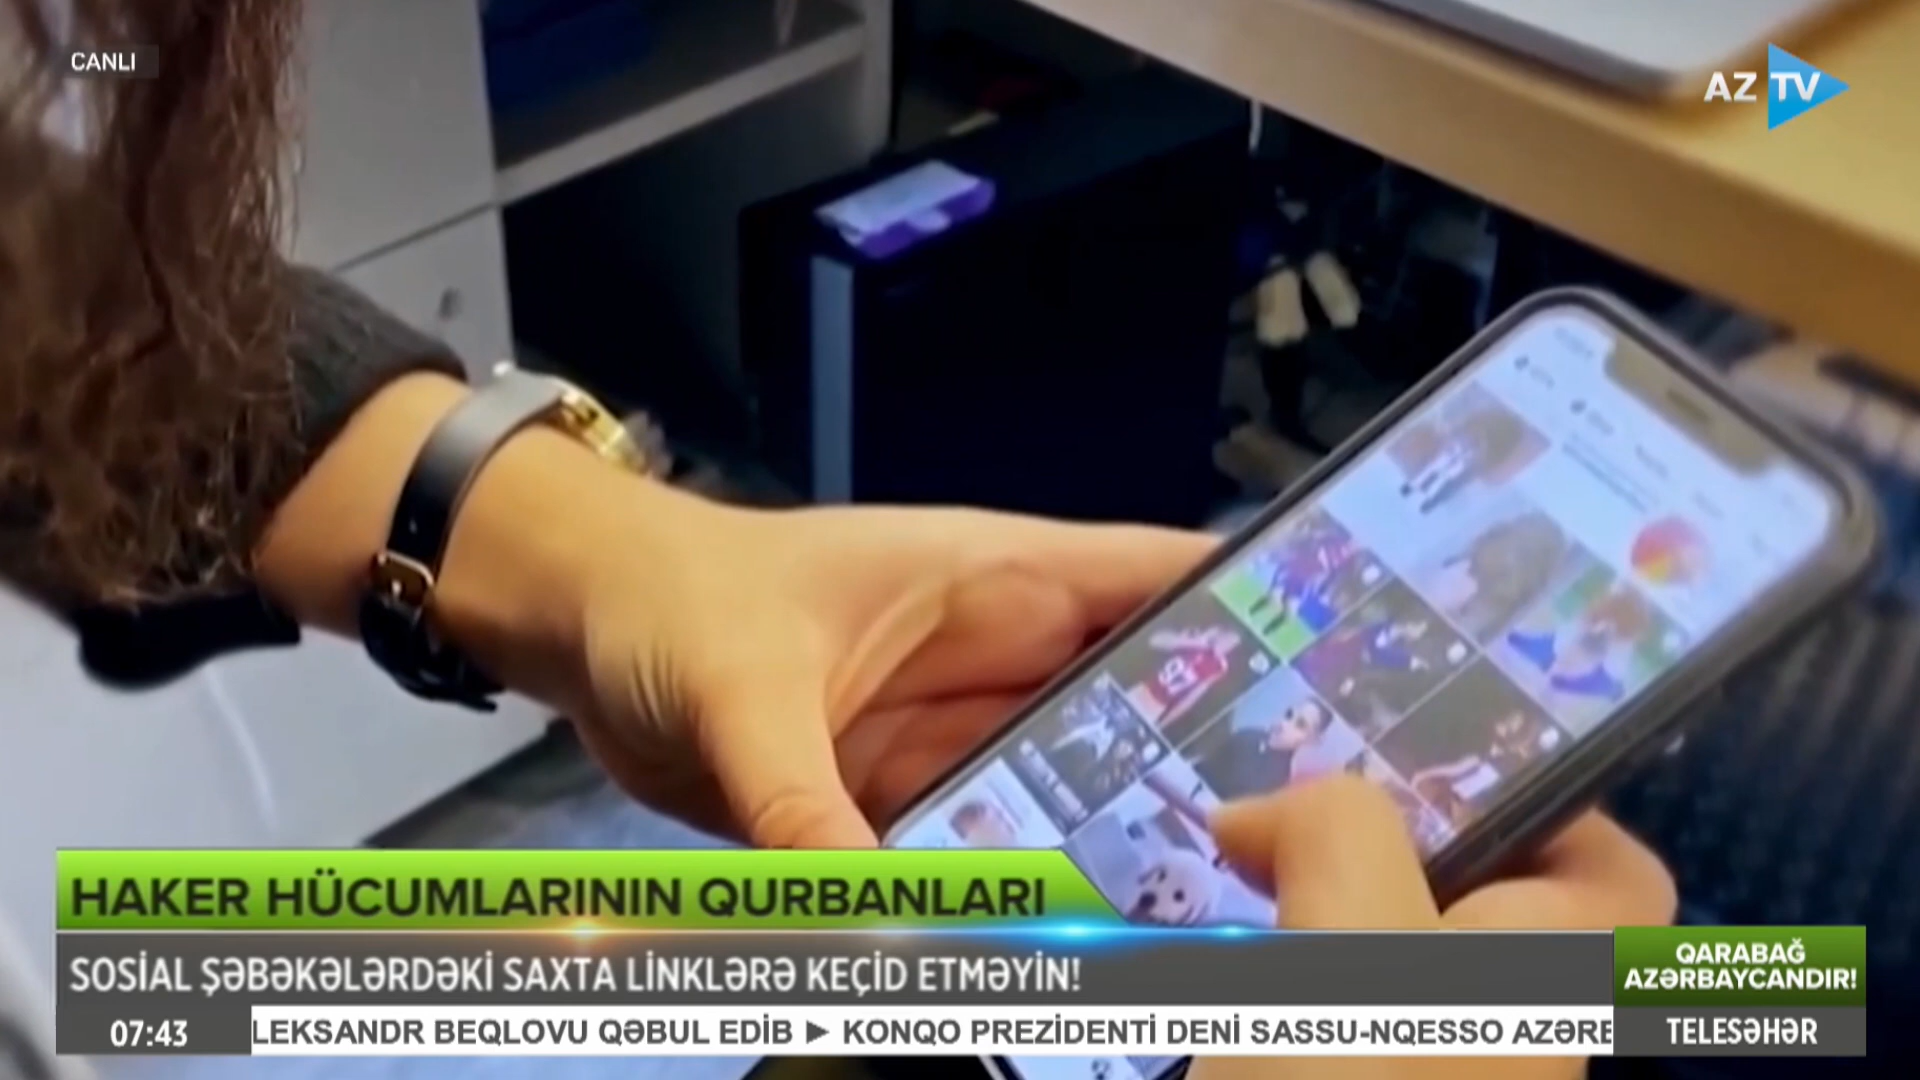 CANLI
AZ TV
HAKER HÜCUMLARININ QURBANLARI
SOSİAL ŞƏBƏKƏLƏRDƏKİ SAXTA LİNKLƏRƏ KEÇİD ETMƏYİN!
QARABAĞ
AZƏRBAYCANDIR!
07:43
LEKSANDR BEQLOVU QƏBUL EDİB ► KONQO PREZİDENTİ DENİ SASSU-NQESSO AZƏRB
TELESƏHƏR